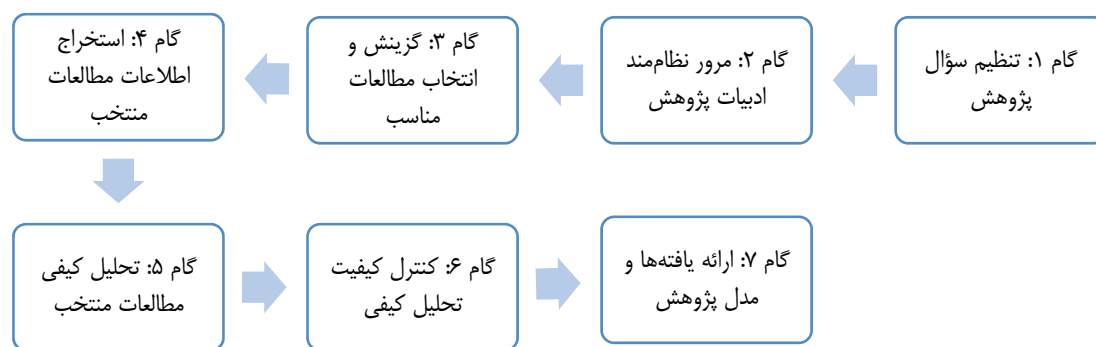 گام ۱: تنظیم سؤال
پژوهش
گام ۲: مرور نظام‌مند
ادبیات پژوهش
گام ۳: گزینش و
انتخاب مطالعات
مناسب
گام ۴: استخراج
اطلاعات مطالعات
منتخب
گام ۵: تحلیل کیفی
مطالعات منتخب
گام ۶: کنترل کیفیت
تحلیل کیفی
گام ۷: ارائه یافته‌ها و
مدل پژوهش